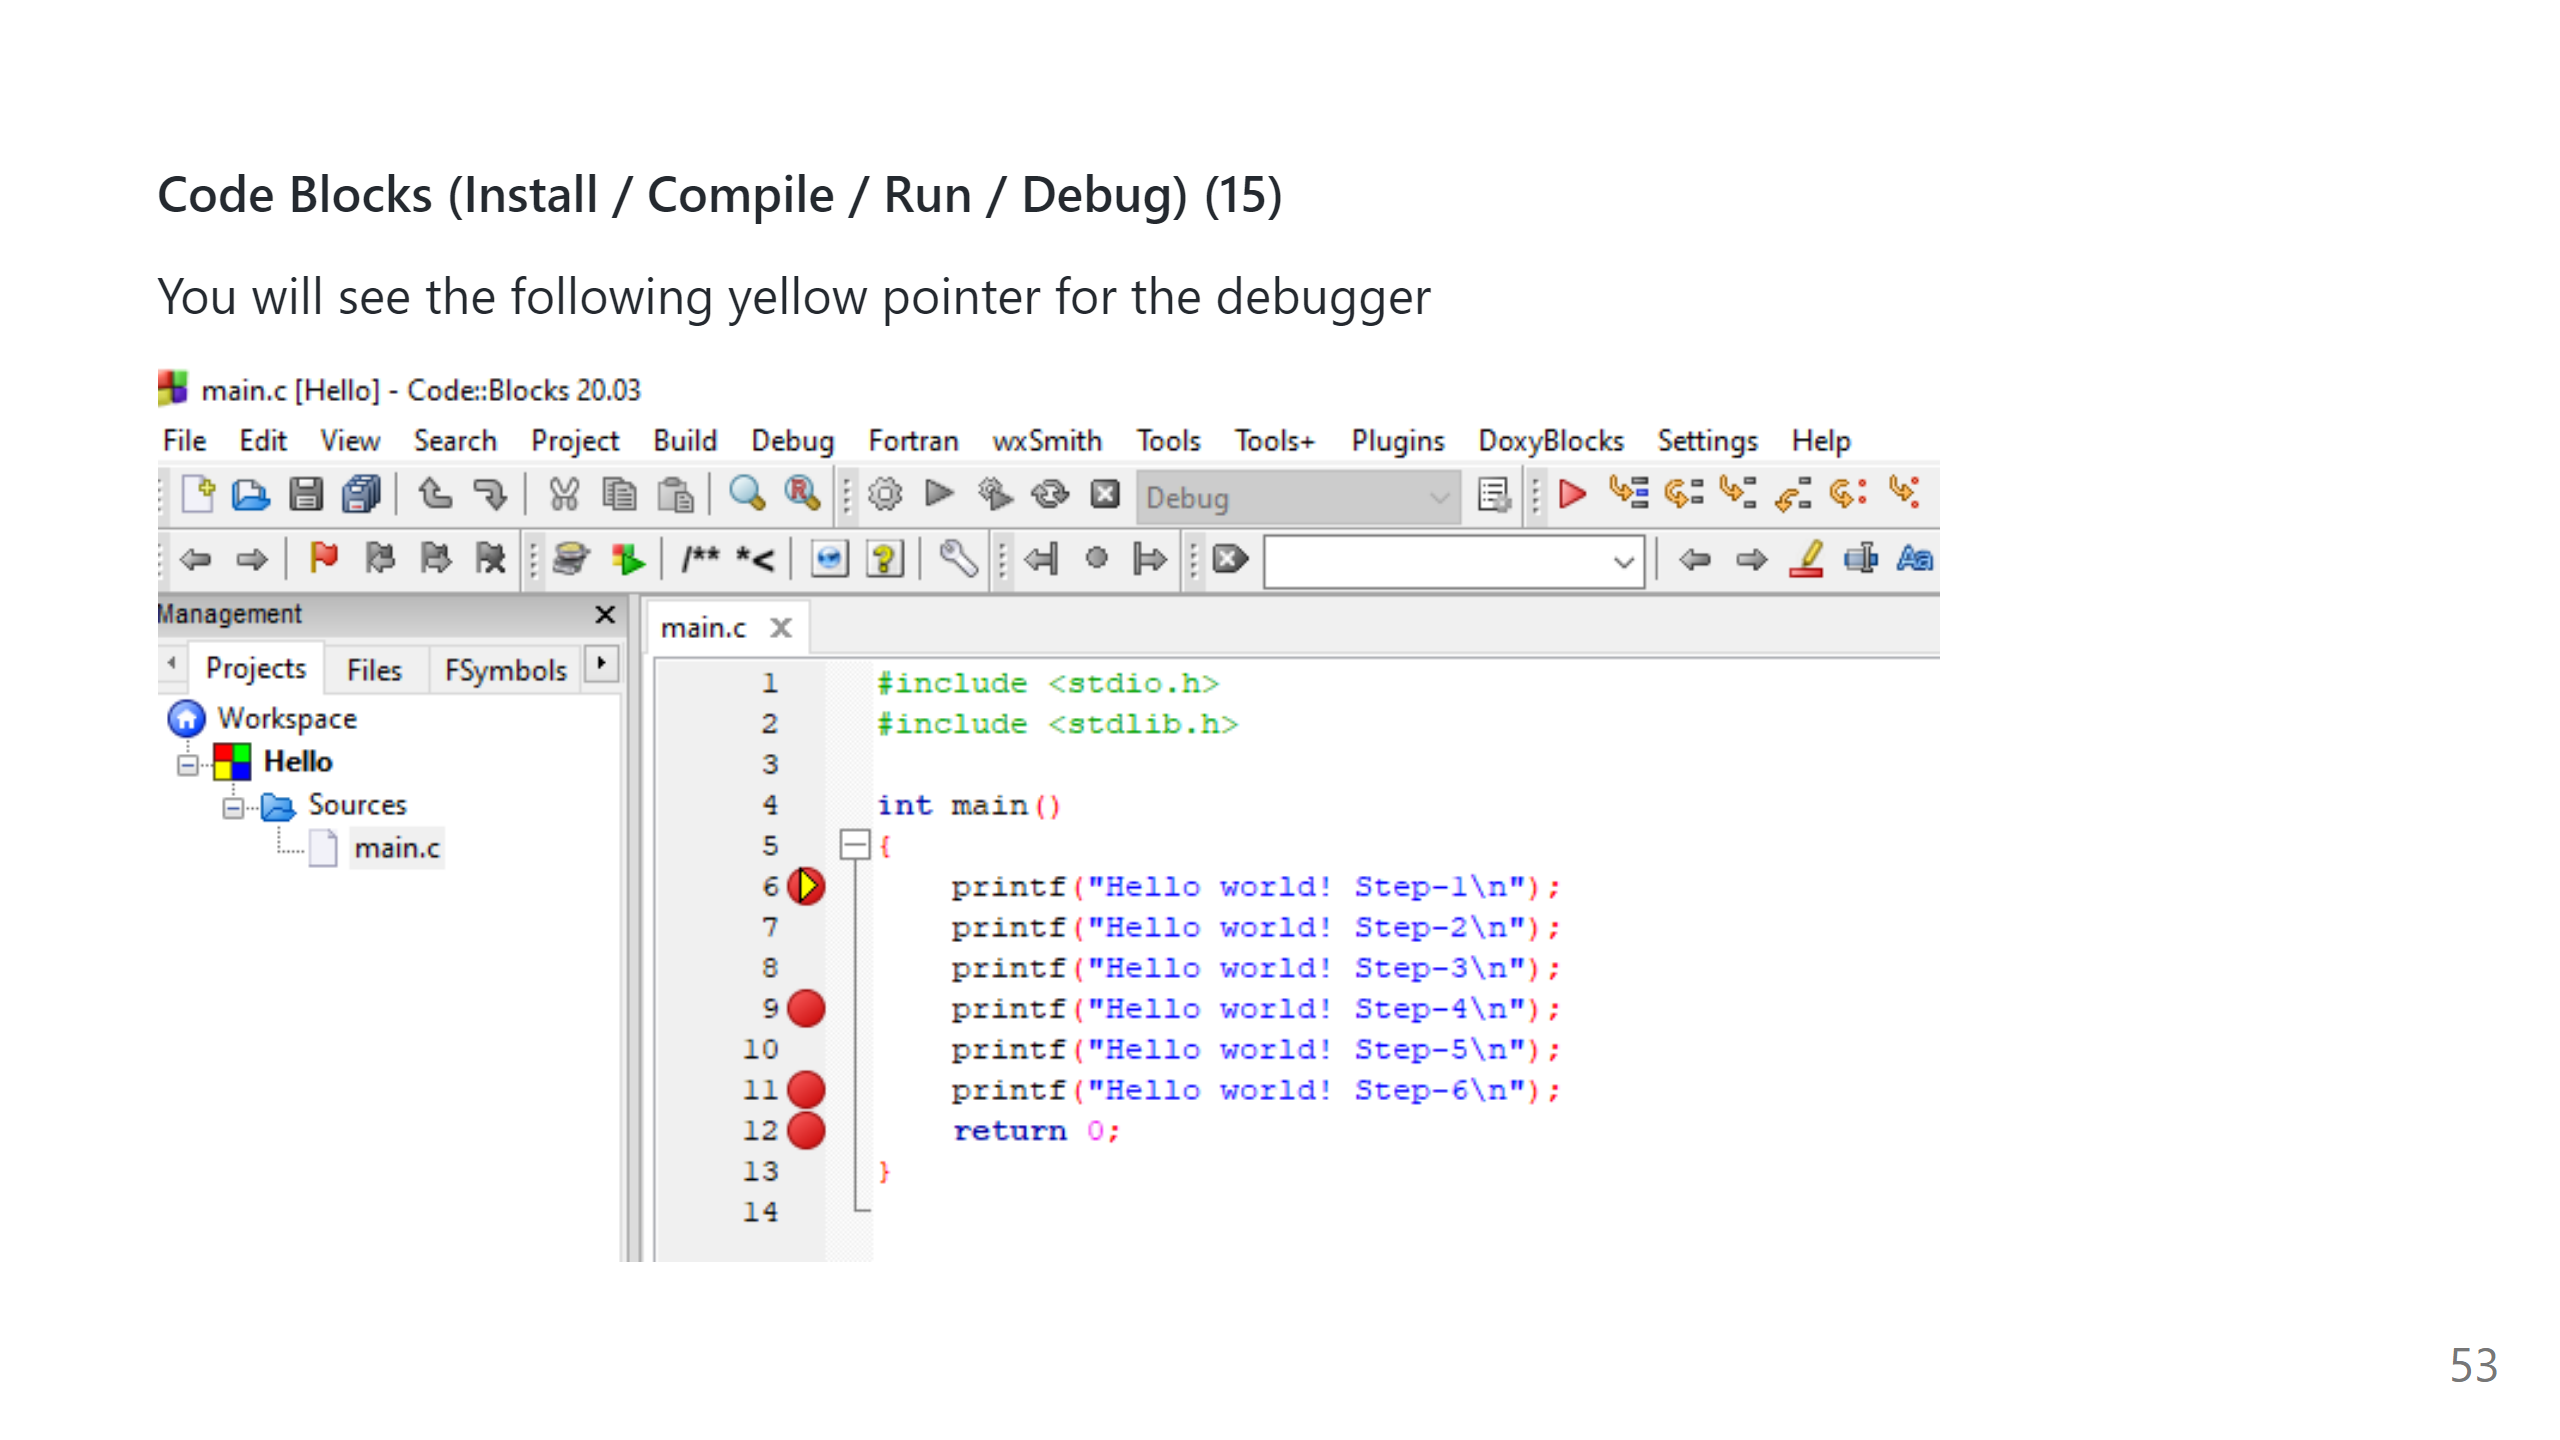 Code Blocks (Install / Compile / Run / Debug) (15)
You will see the following yellow pointer for the debugger
main.c [Hello] - Code::Blocks 20.03
File Edit View Search Project Build Debug Fortran wxSmith Tools Tools+ Plugins DoxyBlocks Settings Help
Debug
/** *<
Management
Projects Files FSymbols
Workspace
Hello
Sources
main.c
main.c
1 #include <stdio.h>
2 #include <stdlib.h>
3
4 int main()
5 {
6 printf("Hello world! Step-1\n");
7 printf("Hello world! Step-2\n");
8 printf("Hello world! Step-3\n");
9 printf("Hello world! Step-4\n");
10 printf("Hello world! Step-5\n");
11 printf("Hello world! Step-6\n");
12 return 0;
13 }
14
53